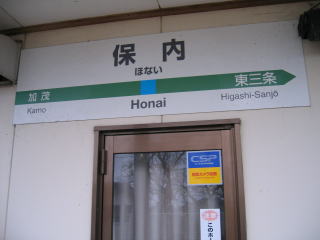 保内
ほない
加茂
Kamo
Honai
東三条
Higashi-Sanjō
CSP